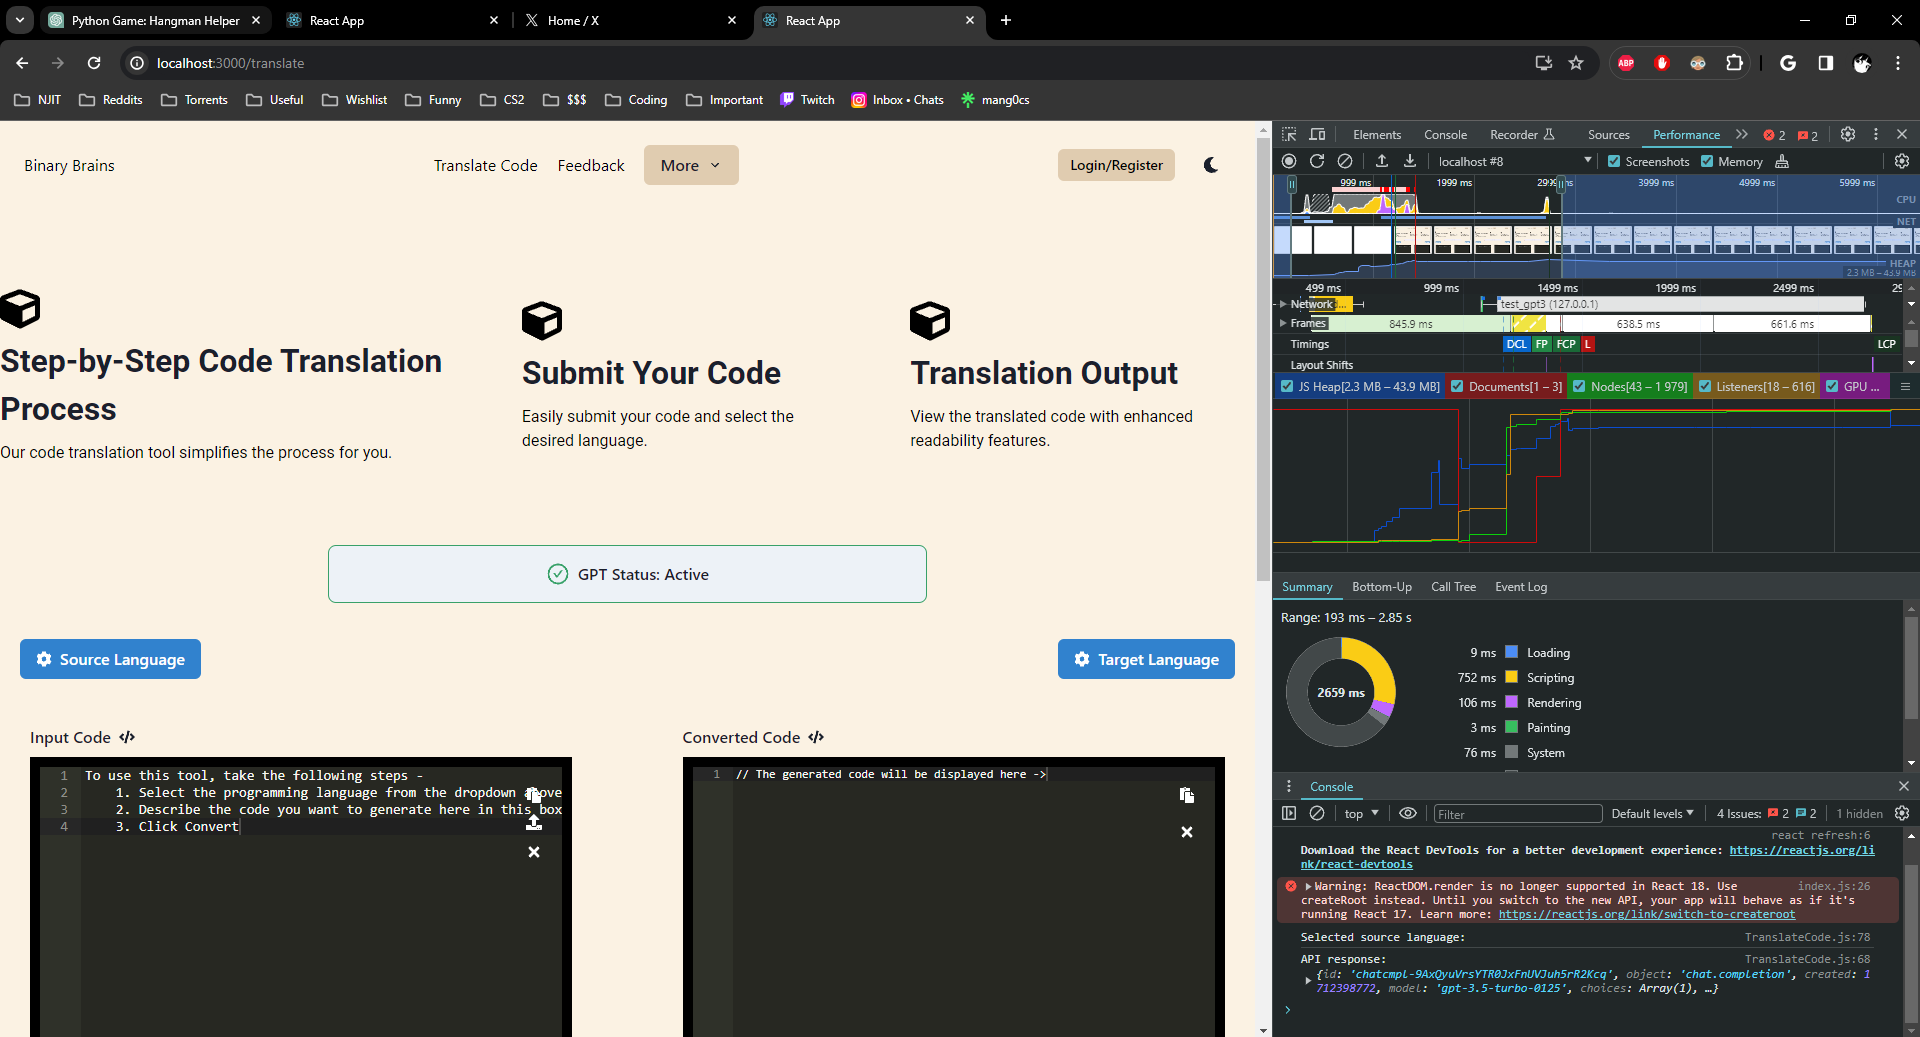 Python Game: Hangman Helper
React App
Home / X
React App
localhost:3000/translate
ABP
NJIT
Reddits
Torrents
Useful
Wishlist
Funny
CS2
$$$
Coding
Important
Twitch
Inbox • Chats
mang0cs
Binary Brains
Translate Code
Feedback
More
Login/Register
Step-by-Step Code Translation
Process
Our code translation tool simplifies the process for you.
Submit Your Code
Easily submit your code and select the
desired language.
Translation Output
View the translated code with enhanced
readability features.
GPT Status: Active
Source Language
Target Language
Input Code
1 To use this tool, take the following steps -
2 1. Select the programming language from the dropdown above
3 2. Describe the code you want to generate here in this box
4 3. Click Convert
Converted Code
1 // The generated code will be displayed here ->
Elements
Console
Recorder
Sources
Performance
2
2
localhost #8
Screenshots
Memory
999 ms
1999 ms
3999 ms
4999 ms
5999 ms
CPU
NET
HEAP
2.3 MB – 43.9 MB
499 ms
999 ms
1499 ms
1999 ms
2499 ms
Network
test_gpt3 (127.0.0.1)
Frames
845.9 ms
638.5 ms
661.6 ms
Timings
DCL
FP
FCP
L
LCP
Layout Shifts
JS Heap[2.3 MB – 43.9 MB]
Documents[1 – 3]
Nodes[43 – 1 979]
Listeners[18 – 616]
GPU ...
Summary
Bottom-Up
Call Tree
Event Log
Range: 193 ms – 2.85 s
2659 ms
9 ms Loading
752 ms Scripting
106 ms Rendering
3 ms Painting
76 ms System
Console
top
Filter
Default levels
4 Issues: 2 2
1 hidden
react refresh:6
Download the React DevTools for a better development experience: https://reactjs.org/li
nk/react-devtools
Warning: ReactDOM.render is no longer supported in React 18. Use index.js:26
createRoot instead. Until you switch to the new API, your app will behave as if it's
running React 17. Learn more: https://reactjs.org/link/switch-to-createroot
Selected source language: TranslateCode.js:78
API response: TranslateCode.js:68
{id: 'chatcmpl-9AxQyuVrsYTR0JxFnUVJuh5rR2Kcq', object: 'chat.completion', created: 1
712398772, model: 'gpt-3.5-turbo-0125', choices: Array(1), …}